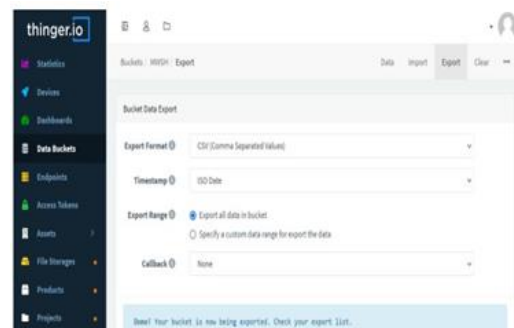 thinger.io
Statistics
Devices
Dashboards
Data Buckets
Endpoints
Access Tokens
Assets
File Storages
Products
Projects
Buckets / MWSH / Export
Data Import Export Clear
Bucket Data Export
Export Format CSV (Comma Separated Values)
Timestamp ISO Date
Export Range Export all data in bucket
Specify a custom data range for export the data
Callback None
Done! Your bucket is now being exported. Check your export list.